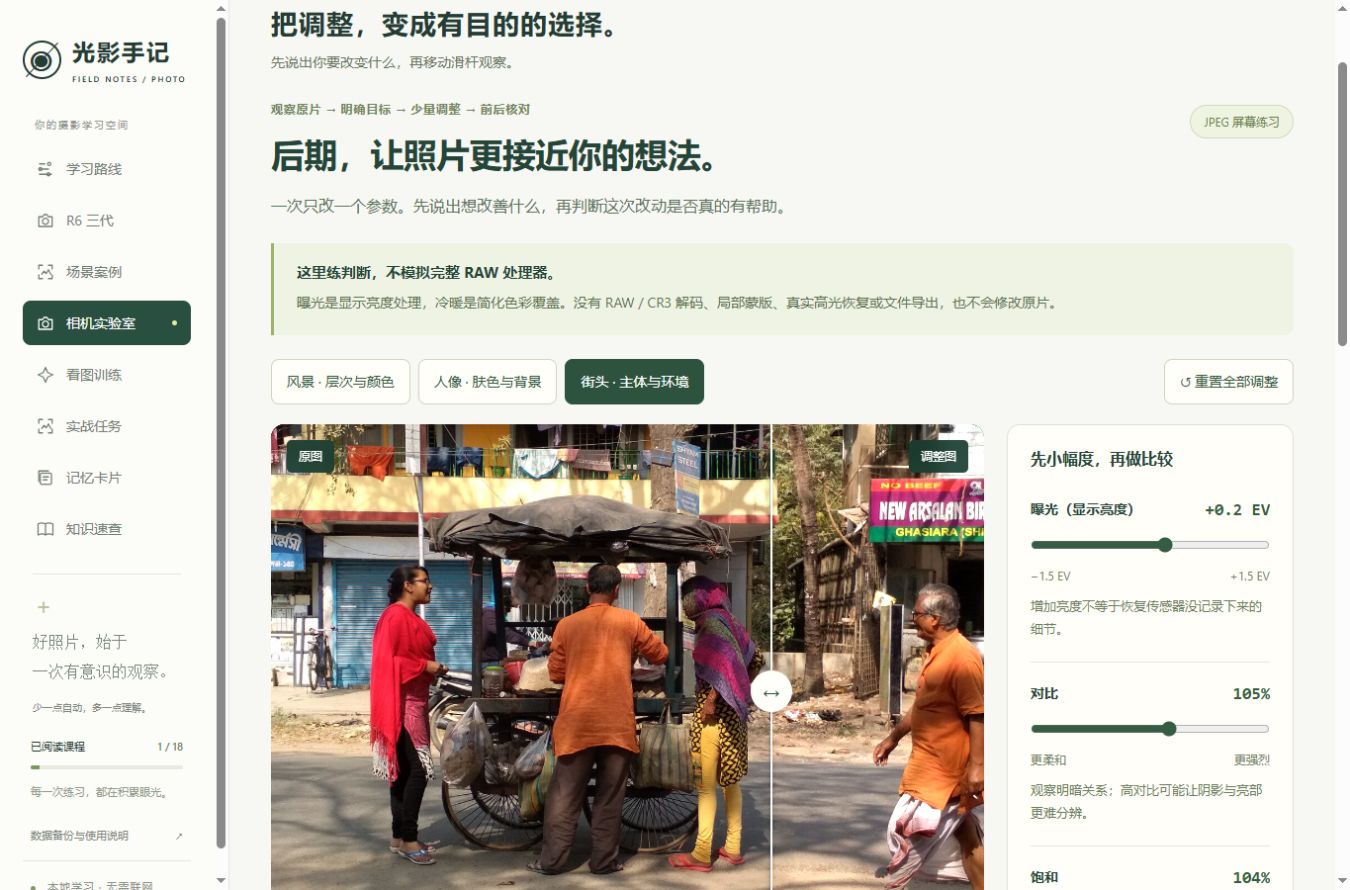 光影手记
FIELD NOTES / PHOTO
你的摄影学习空间
学习路线
R6 三代
场景案例
相机实验室
看图训练
实战任务
记忆卡片
知识速查
好照片，始于
一次有意识的观察。
少一点自动，多一点理解。
已阅读课程 1 / 18
每一次练习，都在积累眼光。
数据备份与使用说明 ↗
本地学习 · 无需联网
把调整，变成有目的的选择。
先说出你要改变什么，再移动滑杆观察。
观察原片 → 明确目标 → 少量调整 → 前后核对
JPEG 屏幕练习
后期，让照片更接近你的想法。
一次只改一个参数。先说出想改善什么，再判断这次改动是否真的有帮助。
这里练判断，不模拟完整 RAW 处理器。
曝光是显示亮度处理，冷暖是简化色彩覆盖。没有 RAW / CR3 解码、局部蒙版、真实高光恢复或文件导出，也不会修改原片。
风景 · 层次与颜色
人像 · 肤色与背景
街头 · 主体与环境
↺ 重置全部调整
原图
调整图
STEEL
NO BEEF
NEW ARSALAN BIR
GHASIARA (SH
先小幅度，再做比较
曝光（显示亮度） +0.2 EV
−1.5 EV +1.5 EV
增加亮度不等于恢复传感器没记录下来的
细节。
对比 105%
更柔和 更强烈
观察明暗关系；高对比可能让阴影与亮部
更难分辨。
饱和 104%